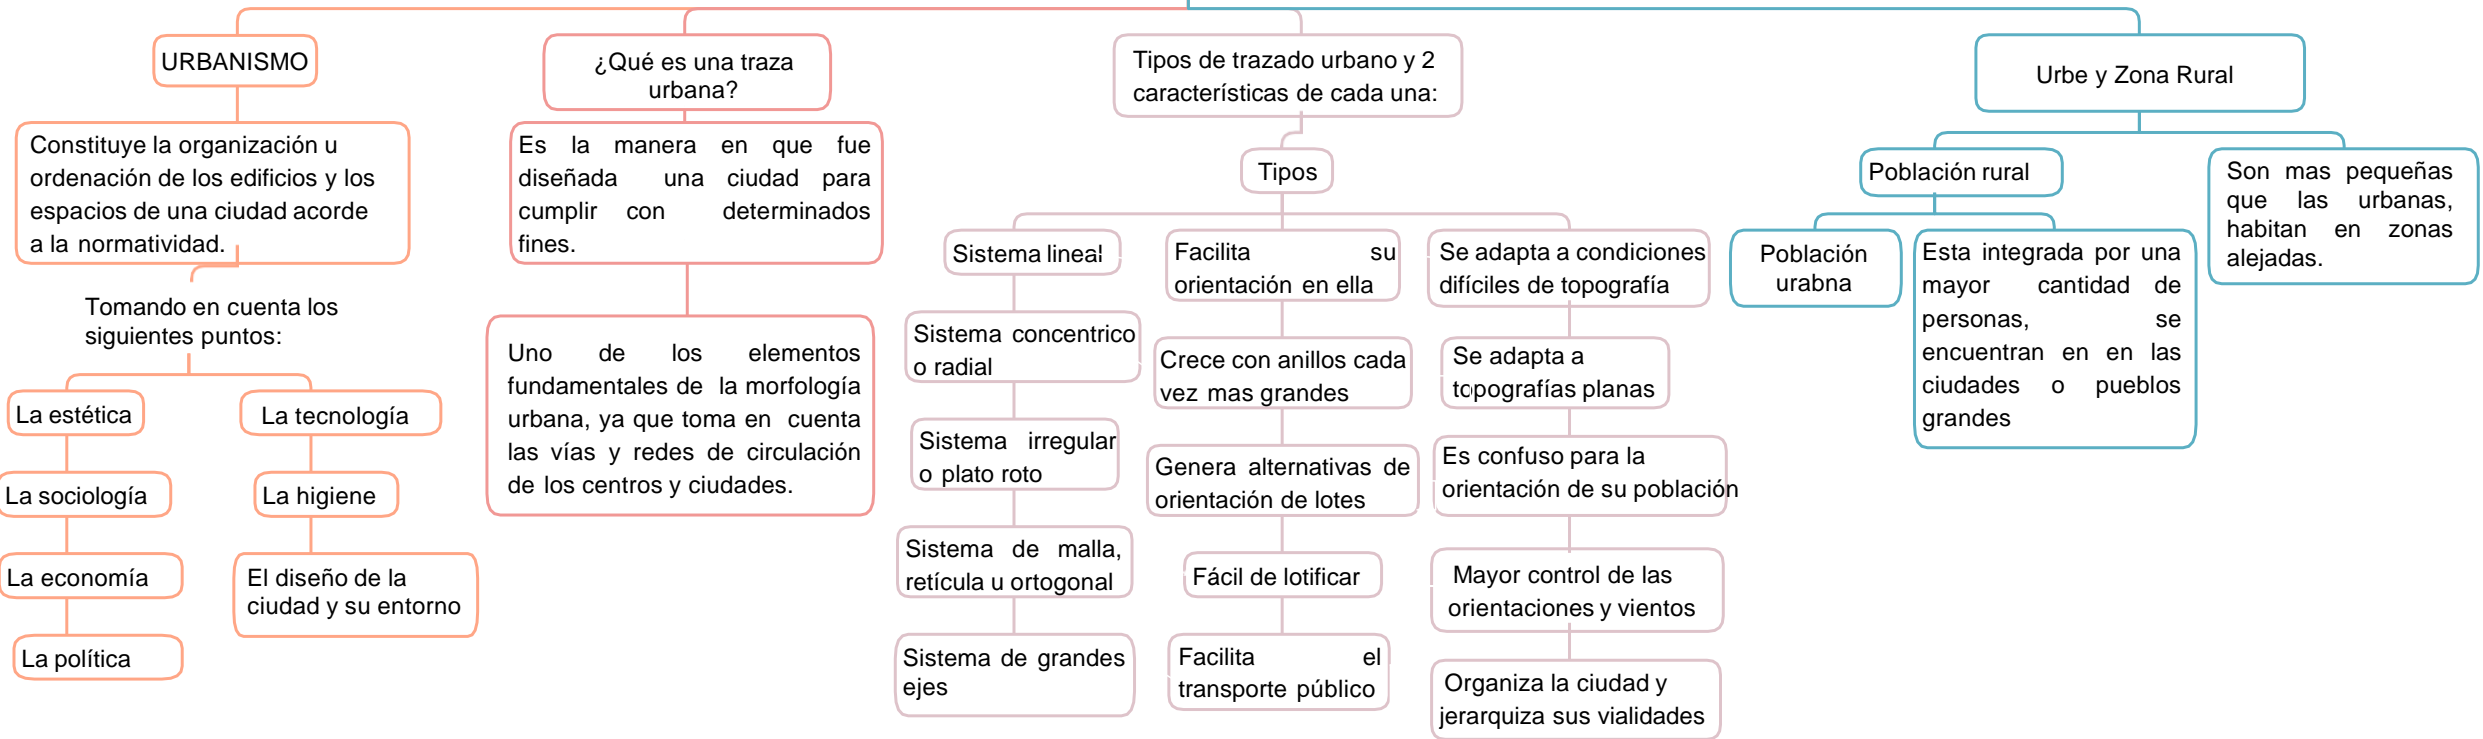 URBANISMO
Constituye la organización u
ordenación de los edificios y los
espacios de una ciudad acorde
a la normatividad.
Tomando en cuenta los
siguientes puntos:
La estética
La sociología
La economía
La política
La tecnología
La higiene
El diseño de la
ciudad y su entorno
¿Qué es una traza
urbana?
Es la manera en que fue
diseñada una ciudad para
cumplir con determinados
fines.
Uno de los elementos
fundamentales de la morfología
urbana, ya que toma en cuenta
las vías y redes de circulación
de los centros y ciudades.
Tipos de trazado urbano y 2
características de cada una:
Tipos
Sistema lineal
Sistema concentrico
o radial
Sistema irregular
o plato roto
Sistema de malla,
retícula u ortogonal
Sistema de grandes
ejes
Facilita su
orientación en ella
Crece con anillos cada
vez mas grandes
Genera alternativas de
orientación de lotes
Fácil de lotificar
Facilita el
transporte público
Se adapta a condiciones
difíciles de topografía
Se adapta a
topografías planas
Es confuso para la
orientación de su población
Mayor control de las
orientaciones y vientos
Organiza la ciudad y
jerarquiza sus vialidades
Urbe y Zona Rural
Población rural
Población
urabna
Esta integrada por una
mayor cantidad de
personas, se
encuentran en en las
ciudades o pueblos
grandes
Son mas pequeñas
que las urbanas,
habitan en zonas
alejadas.